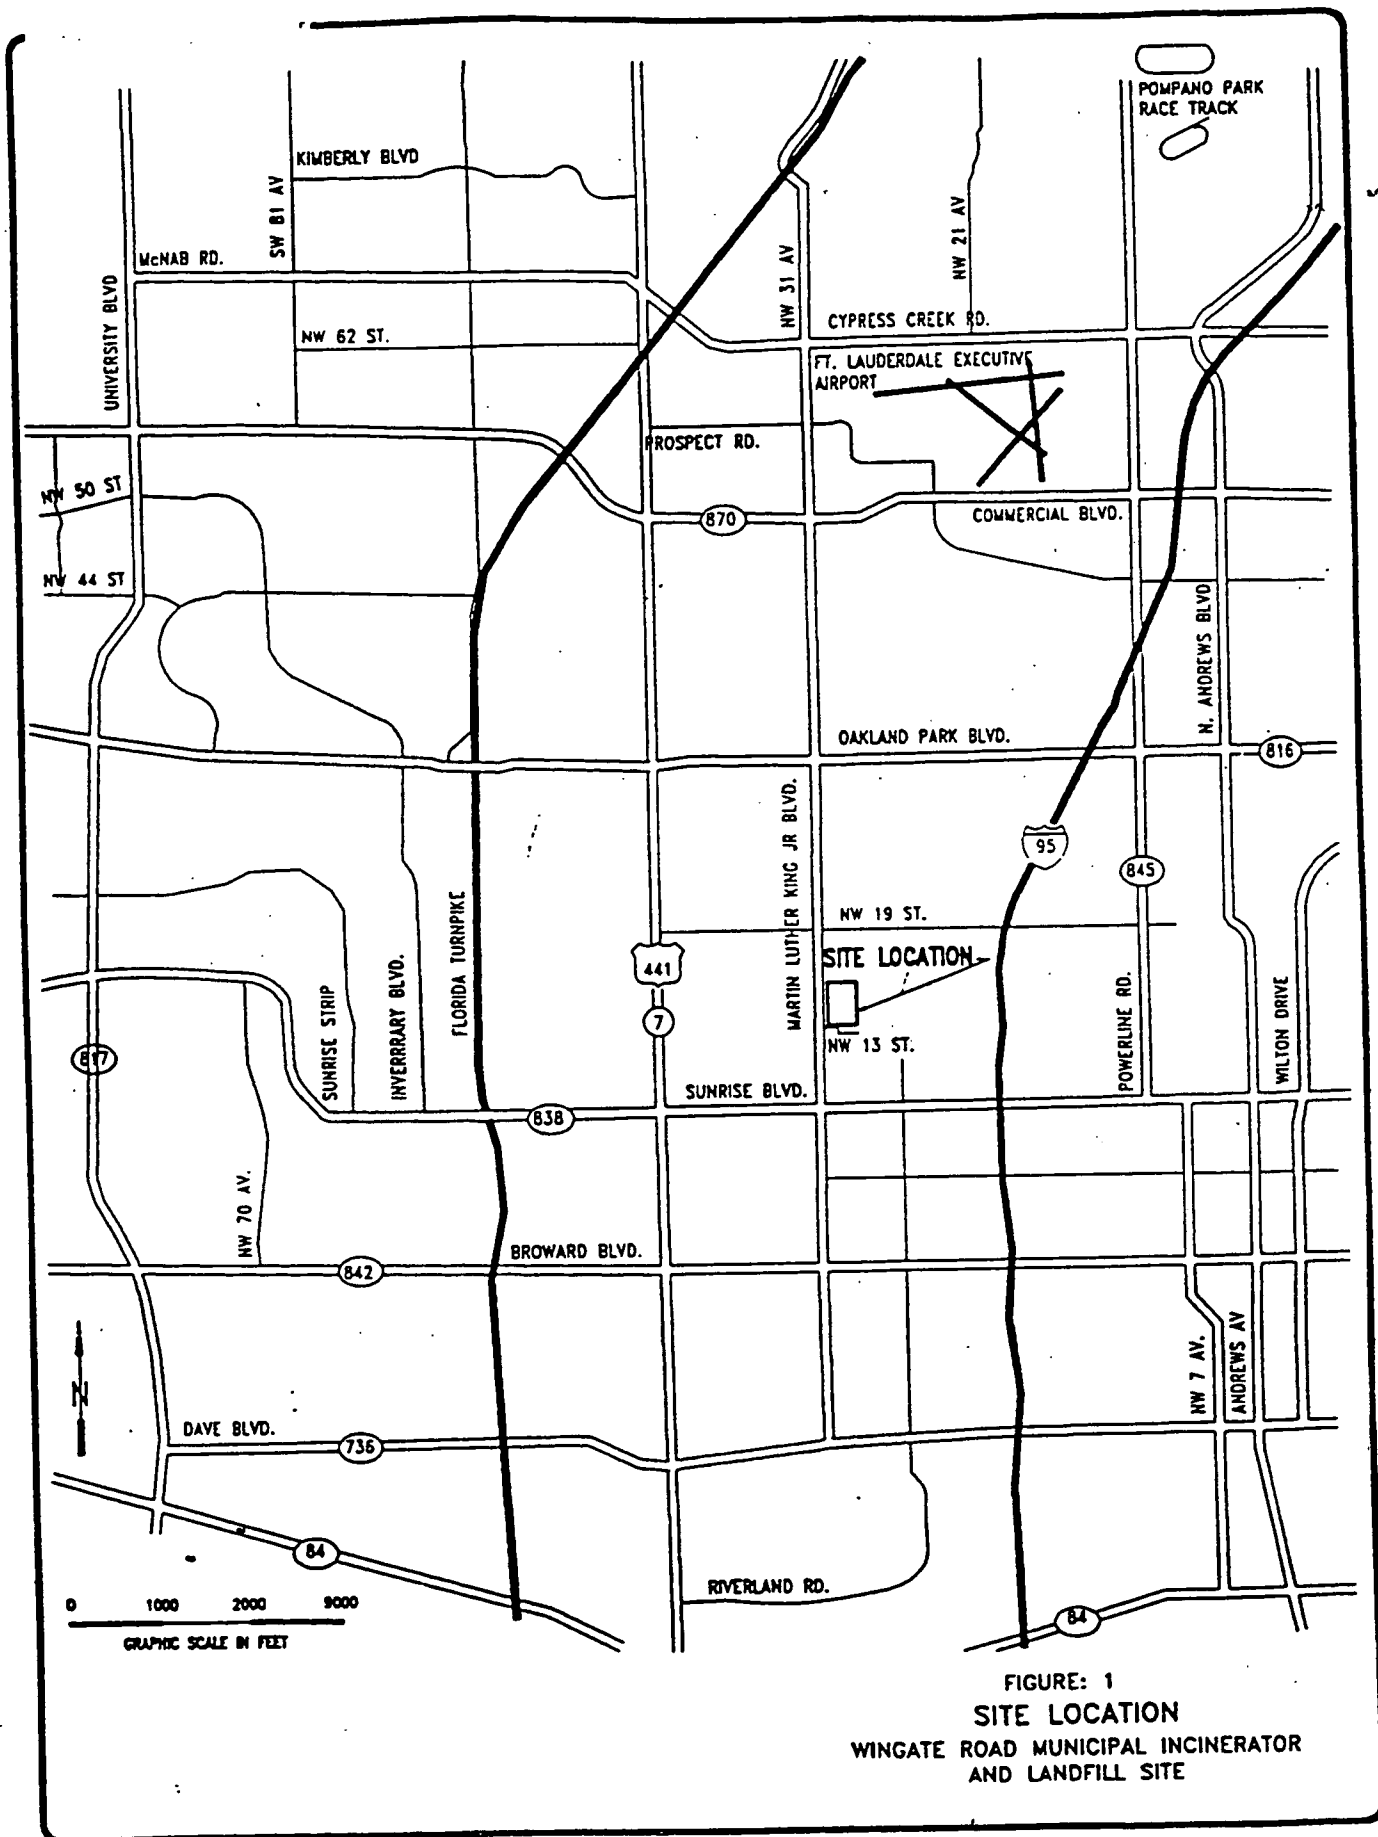 POMPANO PARK
RACE TRACK
KIMBERLY BLVD
SW 81 AV
McNAB RD.
NW 21 AV
NW 31 AV
UNIVERSITY BLVD
CYPRESS CREEK RD.
NW 62 ST.
FT. LAUDERDALE EXECUTIVE
AIRPORT
PROSPECT RD.
NW 50 ST
870
COMMERCIAL BLVD.
NW 44 ST
N. ANDREWS BLVD
OAKLAND PARK BLVD.
816
MARTIN LUTHER KING JR BLVD.
95
845
FLORIDA TURNPIKE
NW 19 ST.
SITE LOCATION
441
INVERRRARY BLVD.
SUNRISE STRIP
POWERLINE RD.
WILTON DRIVE
7
817
NW 13 ST.
SUNRISE BLVD.
838
NW 70 AV.
BROWARD BLVD.
842
N
NW 7 AV.
ANDREWS AV
DAVE BLVD.
736
84
RIVERLAND RD.
84
0 1000 2000 9000
GRAPHIC SCALE IN FEET
FIGURE: 1
SITE LOCATION
WINGATE ROAD MUNICIPAL INCINERATOR
AND LANDFILL SITE